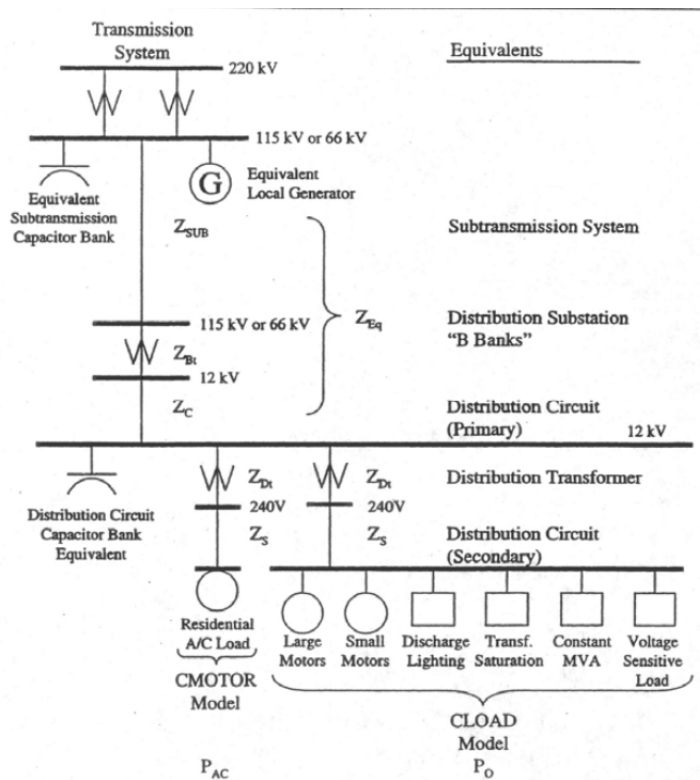 Transmission
System
Equivalents
220 kV
115 kV or 66 kV
G
Equivalent
Local Generator
Equivalent
Subtransmission
Capacitor Bank
Z_SUB
Subtransmission System
115 kV or 66 kV
Z_Eq
Distribution Substation
“B Banks”
Z_Bt
12 kV
Z_C
Distribution Circuit
(Primary)
12 kV
Z_Dt
Z_Dt
Distribution Transformer
240V
240V
Distribution Circuit
Capacitor Bank
Equivalent
Z_S
Z_S
Distribution Circuit
(Secondary)
Residential
A/C Load
Large
Motors
Small
Motors
Discharge
Lighting
Transf.
Saturation
Constant
MVA
Voltage
Sensitive
Load
CMOTOR
Model
CLOAD
Model
P_AC
P_O